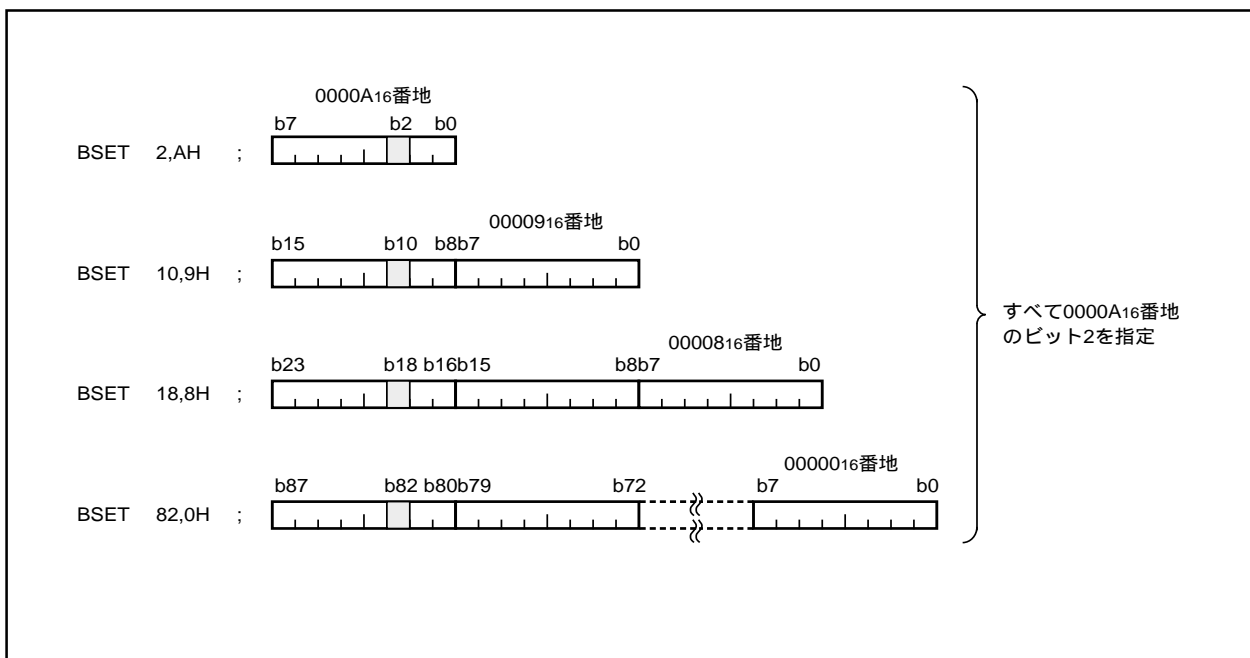 0000A16番地
b7 b2 b0
BSET 2,AH ;
0000916番地
b15 b10 b8b7 b0
BSET 10,9H ;
0000816番地
b23 b18 b16b15 b8b7 b0
BSET 18,8H ;
0000016番地
b87 b82 b80b79 b72 b7 b0
BSET 82,0H ;
すべて0000A16番地
のビット2を指定